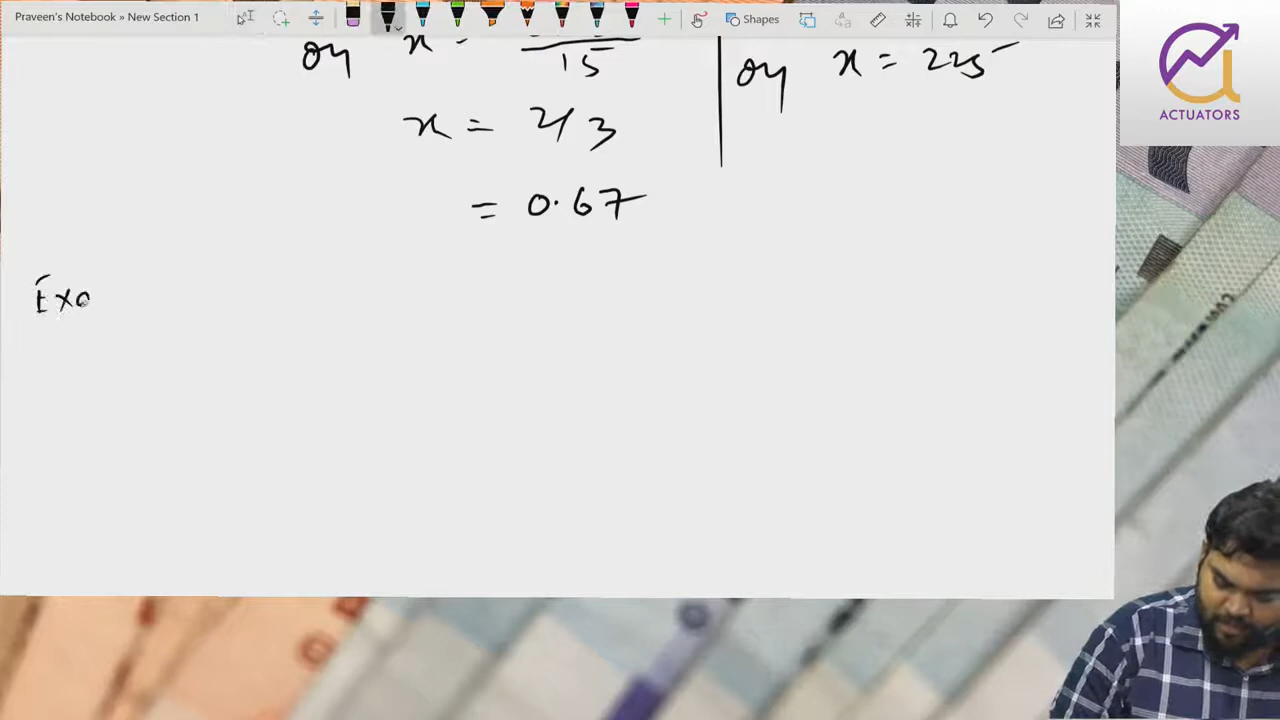 Praveen's Notebook » New Section 1
Shapes
ACTUATORS
or x =
15
x = 2/3
= 0.67
or x = 225
Exa